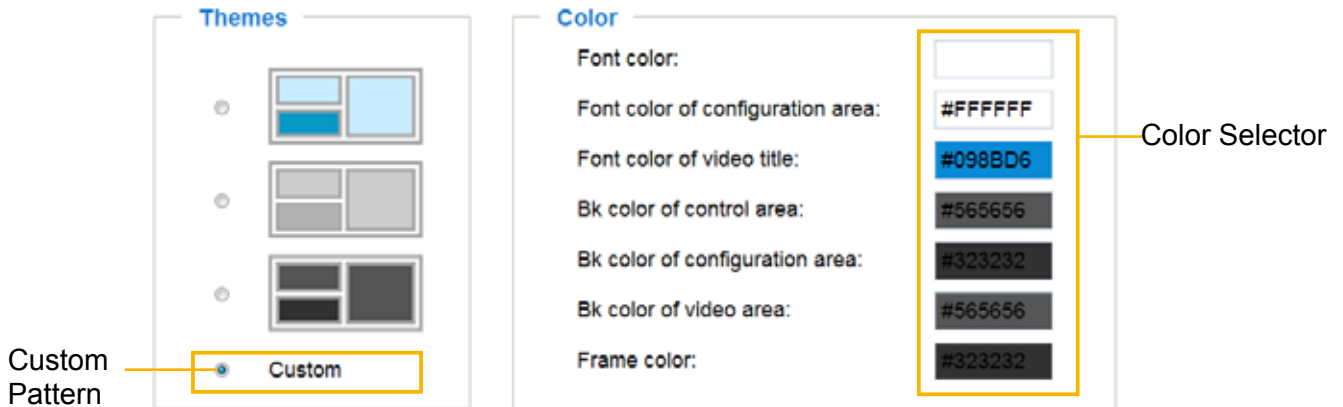 Themes
Custom
Custom
Pattern
Color
Font color:
Font color of configuration area: #FFFFFF
Font color of video title: #098BD6
Bk color of control area: #565656
Bk color of configuration area: #323232
Bk color of video area: #565656
Frame color: #323232
Color Selector